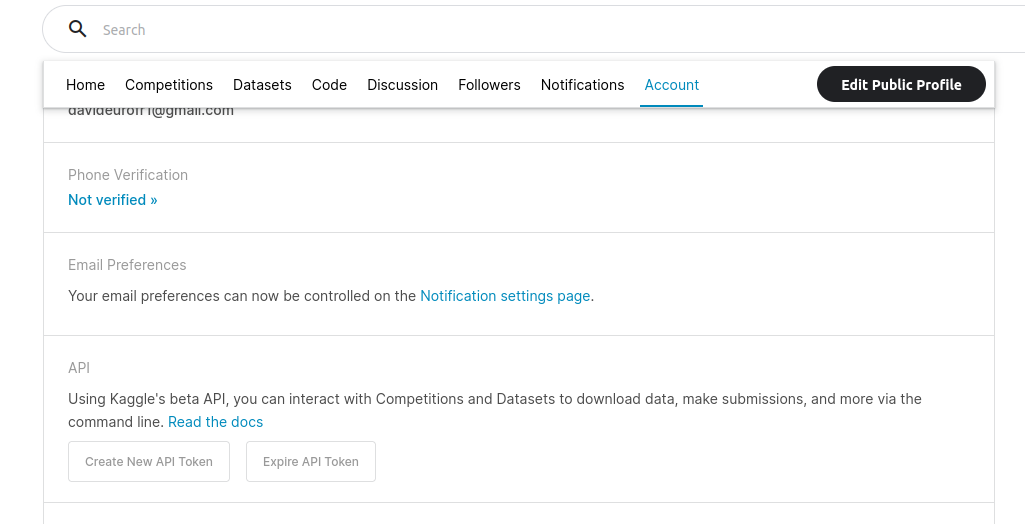 Search
Home Competitions Datasets Code Discussion Followers Notifications Account Edit Public Profile
Phone Verification
Not verified »
Email Preferences
Your email preferences can now be controlled on the Notification settings page.
API
Using Kaggle's beta API, you can interact with Competitions and Datasets to download data, make submissions, and more via the
command line. Read the docs
Create New API Token Expire API Token